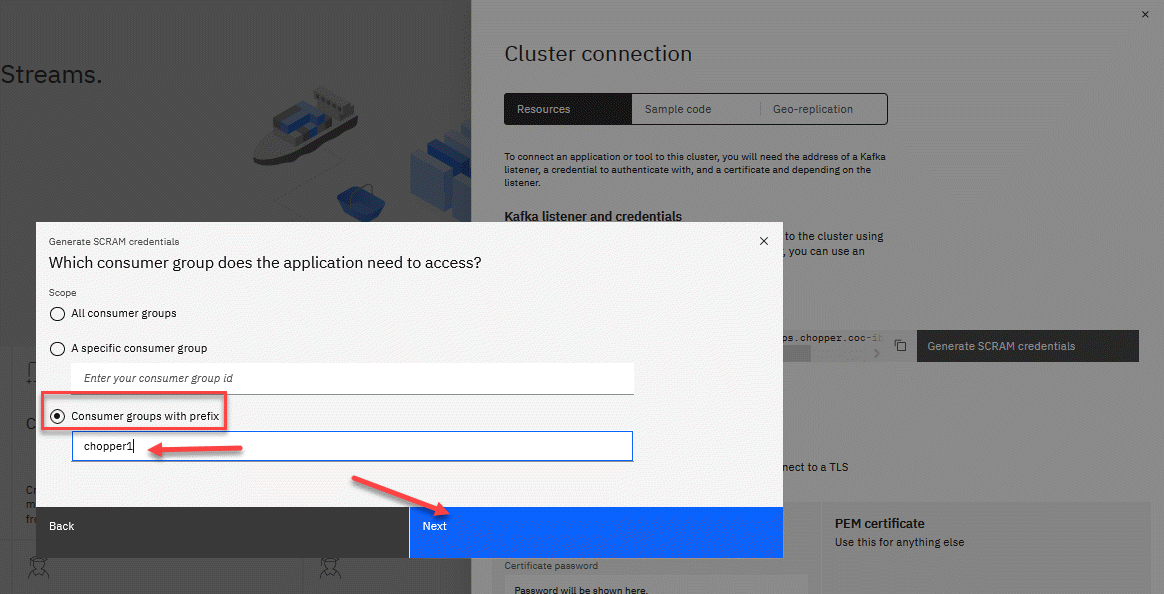 Streams.
Cluster connection
Resources
Sample code
Geo-replication
To connect an application or tool to this cluster, you will need the address of a Kafka
listener, a credential to authenticate with, and a certificate and depending on the
listener.
Kafka listener and credentials
to the cluster using
, you can use an
Generate SCRAM credentials
Which consumer group does the application need to access?
Scope
All consumer groups
A specific consumer group
Enter your consumer group id
Consumer groups with prefix
chopper1
Back
Next
ps.chopper.coc-ib
Generate SCRAM credentials
nect to a TLS
PEM certificate
Use this for anything else
Certificate password
Password will be shown here.